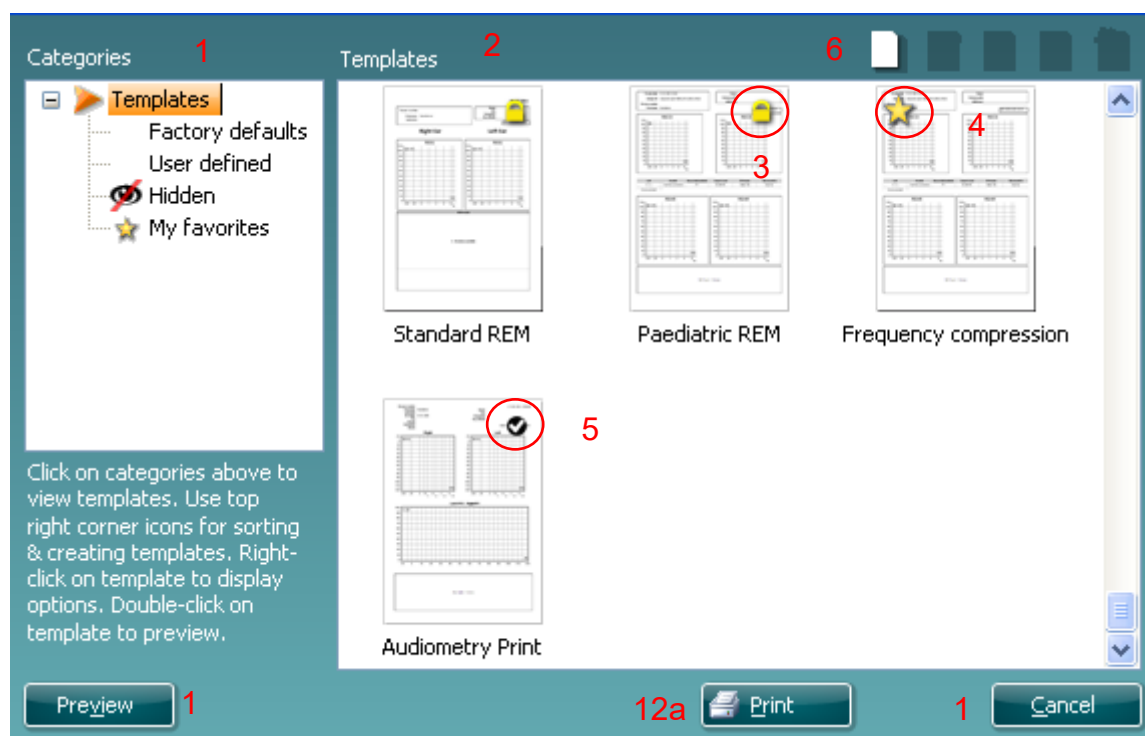 Categories 1
Templates 2 6
Templates
Factory defaults
User defined
Hidden
My favorites
3
4
Standard REM
Paediatric REM
Frequency compression
5
Audiometry Print
Click on categories above to
view templates. Use top
right corner icons for sorting
& creating templates. Right-
click on template to display
options. Double-click on
template to preview.
Preview 1
12a Print
1 Cancel